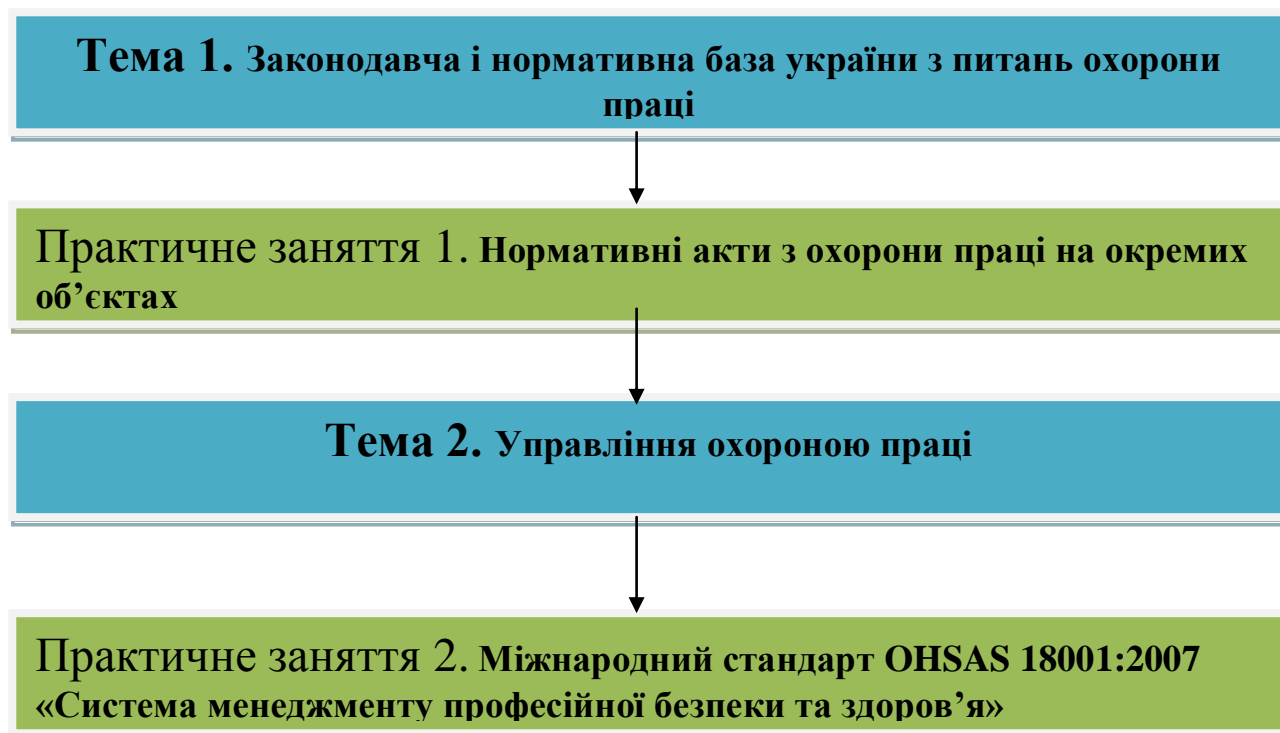 Тема 1. Законодавча і нормативна база україни з питань охорони
праці
Практичне заняття 1. Нормативні акти з охорони праці на окремих
об’єктах
Тема 2. Управління охороною праці
Практичне заняття 2. Міжнародний стандарт OHSAS 18001:2007
«Система менеджменту професійної безпеки та здоров’я»